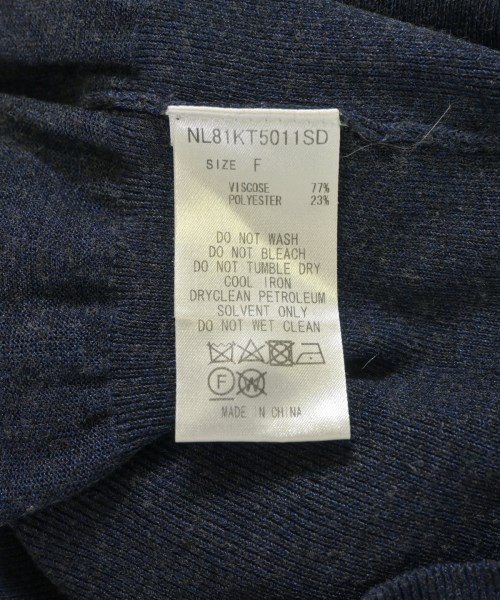 NL81KT5011SD
SIZE F
VISCOSE 77%
POLYESTER 23%
DO NOT WASH
DO NOT BLEACH
DO NOT TUMBLE DRY
COOL IRON
DRYCLEAN PETROLEUM
SOLVENT ONLY
DO NOT WET CLEAN
F W
MADE IN CHINA